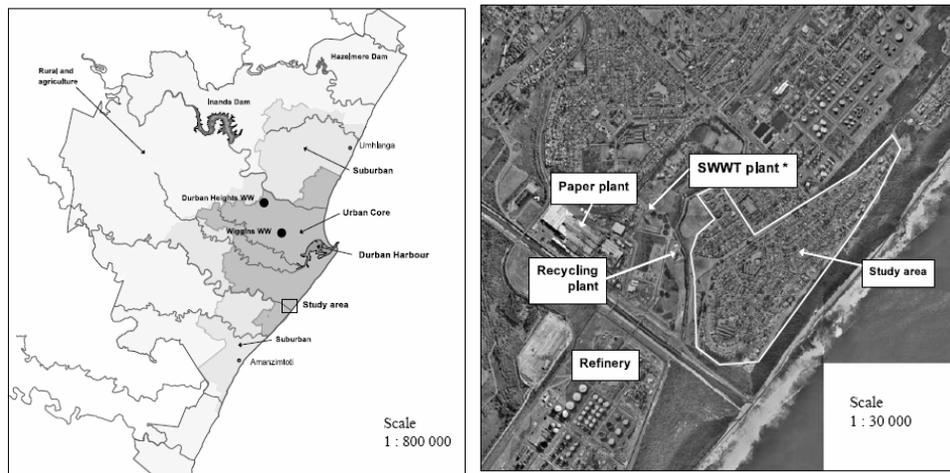 Hazelmere Dam
Rural and
agriculture
Inanda Dam
Umhlanga
Suburban
Durban Heights WW
Urban Core
Wiggins WW
Durban Harbour
Study area
Suburban
Amanzimtoti
Scale
1 : 800 000
SWWT plant *
Paper plant
Recycling
plant
Study area
Refinery
Scale
1 : 30 000